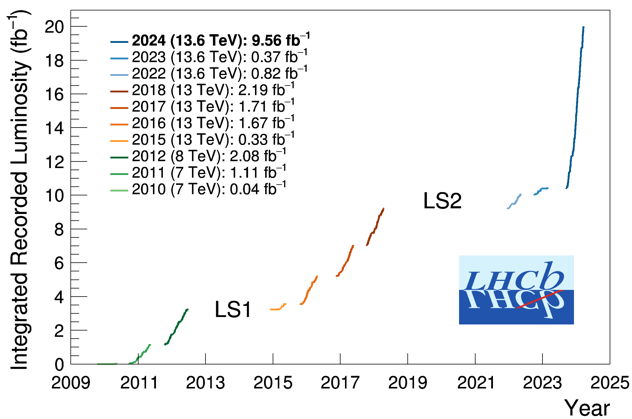 Integrated Recorded Luminosity (fb⁻¹)
20
18
16
14
12
10
8
6
4
2
0
2024 (13.6 TeV): 9.56 fb⁻¹
2023 (13.6 TeV): 0.37 fb⁻¹
2022 (13.6 TeV): 0.82 fb⁻¹
2018 (13 TeV): 2.19 fb⁻¹
2017 (13 TeV): 1.71 fb⁻¹
2016 (13 TeV): 1.67 fb⁻¹
2015 (13 TeV): 0.33 fb⁻¹
2012 (8 TeV): 2.08 fb⁻¹
2011 (7 TeV): 1.11 fb⁻¹
2010 (7 TeV): 0.04 fb⁻¹
LS2
LS1
LHCb
LHCb
2009 2011 2013 2015 2017 2019 2021 2023 2025
Year